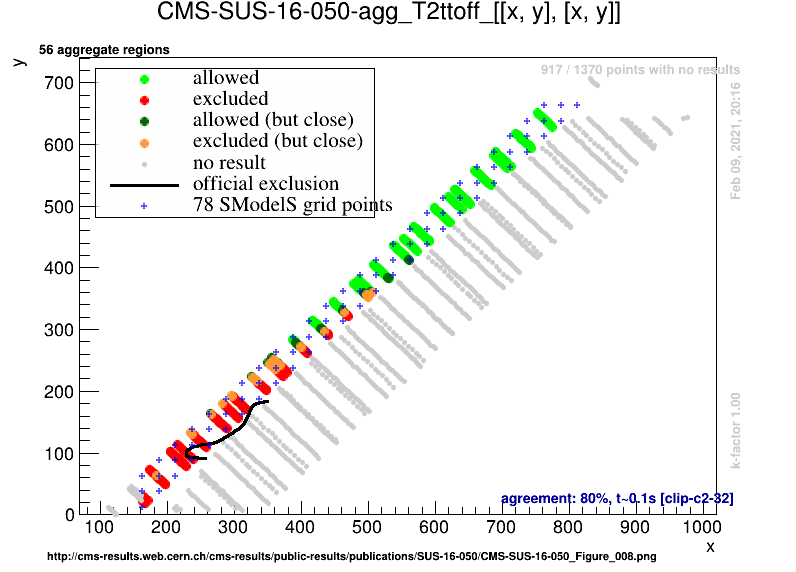 CMS-SUS-16-050-agg_T2ttoff_[[x, y], [x, y]]
56 aggregate regions
y
917 / 1370 points with no results
allowed
excluded
allowed (but close)
excluded (but close)
no result
official exclusion
78 SModelS grid points
Feb 09, 2021, 20:16
k-factor 1.00
700
600
500
400
300
200
100
0
agreement: 80%, t~0.1s [clip-c2-32]
100 200 300 400 500 600 700 800 900 1000
x
http://cms-results.web.cern.ch/cms-results/public-results/publications/SUS-16-050/CMS-SUS-16-050_Figure_008.png